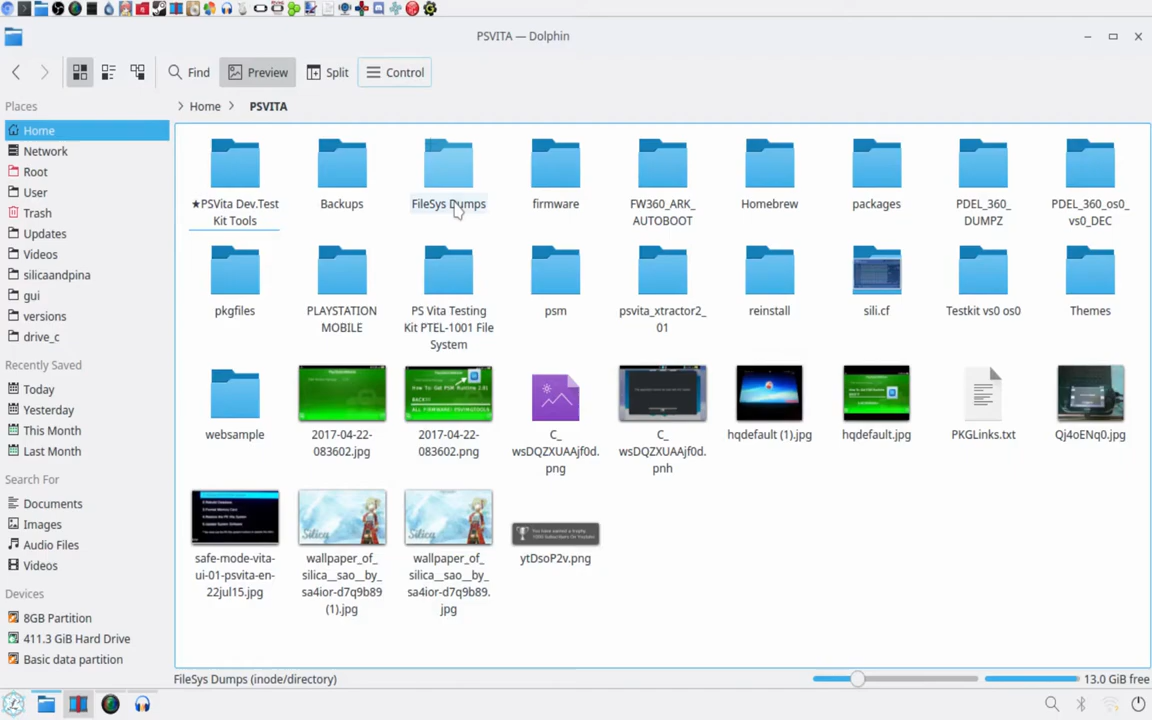 PSVITA — Dolphin
Find
Preview
Split
Control
Places
Home
PSVITA
Home
Network
Root
User
Trash
Updates
Videos
silicaandpina
gui
versions
drive_c
Recently Saved
Today
Yesterday
This Month
Last Month
Search For
Documents
Images
Audio Files
Videos
Devices
8GB Partition
411.3 GiB Hard Drive
Basic data partition
★PSVita Dev.Test
Kit Tools
Backups
FileSys Dumps
firmware
FW360_ARK_
AUTOBOOT
Homebrew
packages
PDEL_360_
DUMPZ
PDEL_360_os0
_vs0_DEC
pkgfiles
PLAYSTATION
MOBILE
PS Vita Testing
Kit PTEL-1001 File
System
psm
psvita_xtractor2_
01
reinstall
sili.cf
Testkit vs0 os0
Themes
websample
2017-04-22-
083602.jpg
2017-04-22-
083602.png
C_
wsDQZXUAAjf0d.
png
C_
wsDQZXUAAjf0d.
pnh
hqdefault (1).jpg
hqdefault.jpg
PKGLinks.txt
Qj4oENq0.jpg
safe-mode-vita-
ui-01-psvita-en-
22jul15.jpg
wallpaper_of_
silica__sao__by_
sa4ior-d7q9b89
(1).jpg
wallpaper_of_
silica__sao__by_
sa4ior-d7q9b89.
jpg
ytDsoP2v.png
FileSys Dumps (inode/directory)
13.0 GiB free